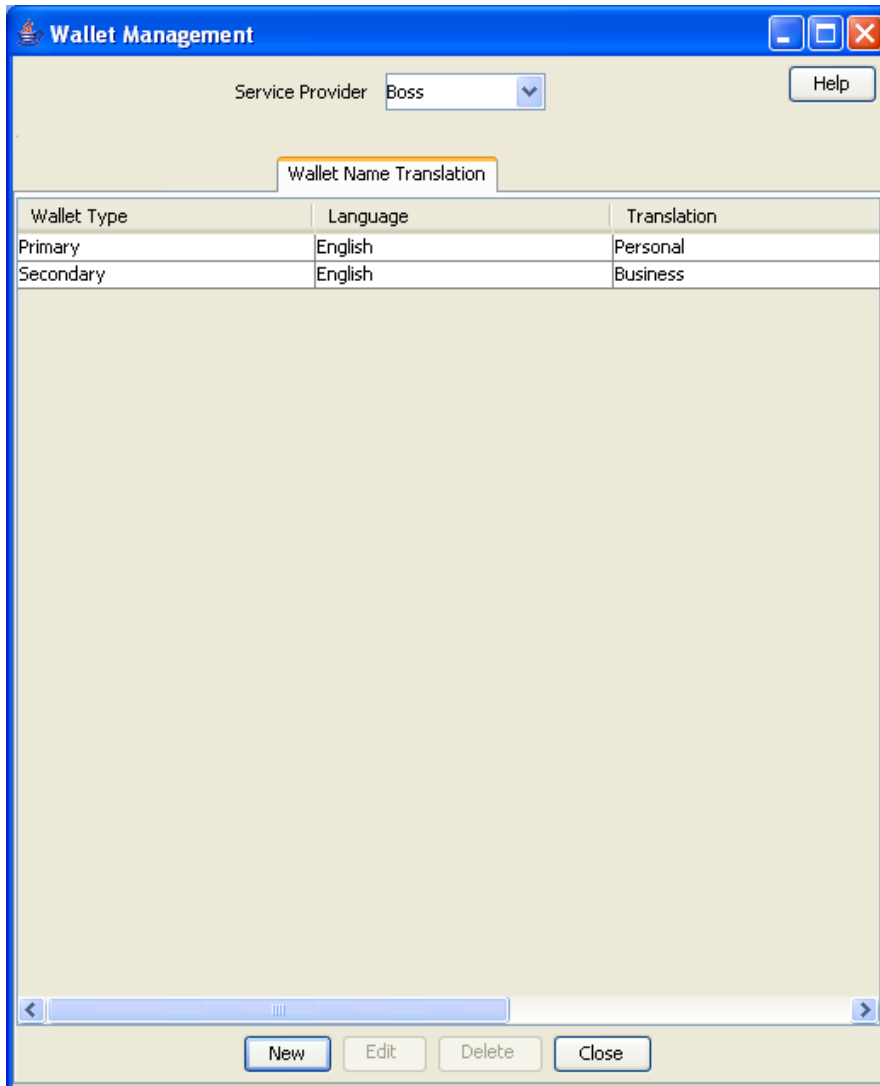 Wallet Management
Service Provider Boss Help
Wallet Name Translation
Wallet Type Language Translation
Primary English Personal
Secondary English Business
New Edit Delete Close